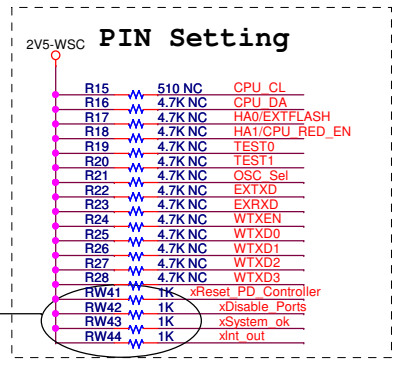 2V5-WSC PIN Setting
R15 510 NC CPU_CL
R16 4.7K NC CPU_DA
R17 4.7K NC HA0/EXTFLASH
R18 4.7K NC HA1/CPU_RED_EN
R19 4.7K NC TEST0
R20 4.7K NC TEST1
R21 4.7K NC OSC_Sel
R22 4.7K NC EXTXD
R23 4.7K NC EXRXD
R24 4.7K NC WTXEN
R25 4.7K NC WTXD0
R26 4.7K NC WTXD1
R27 4.7K NC WTXD2
R28 4.7K NC WTXD3
RW41 1K xReset_PD_Controller
RW42 1K xDisable_Ports
RW43 1K xSystem_ok
RW44 1K xInt_out